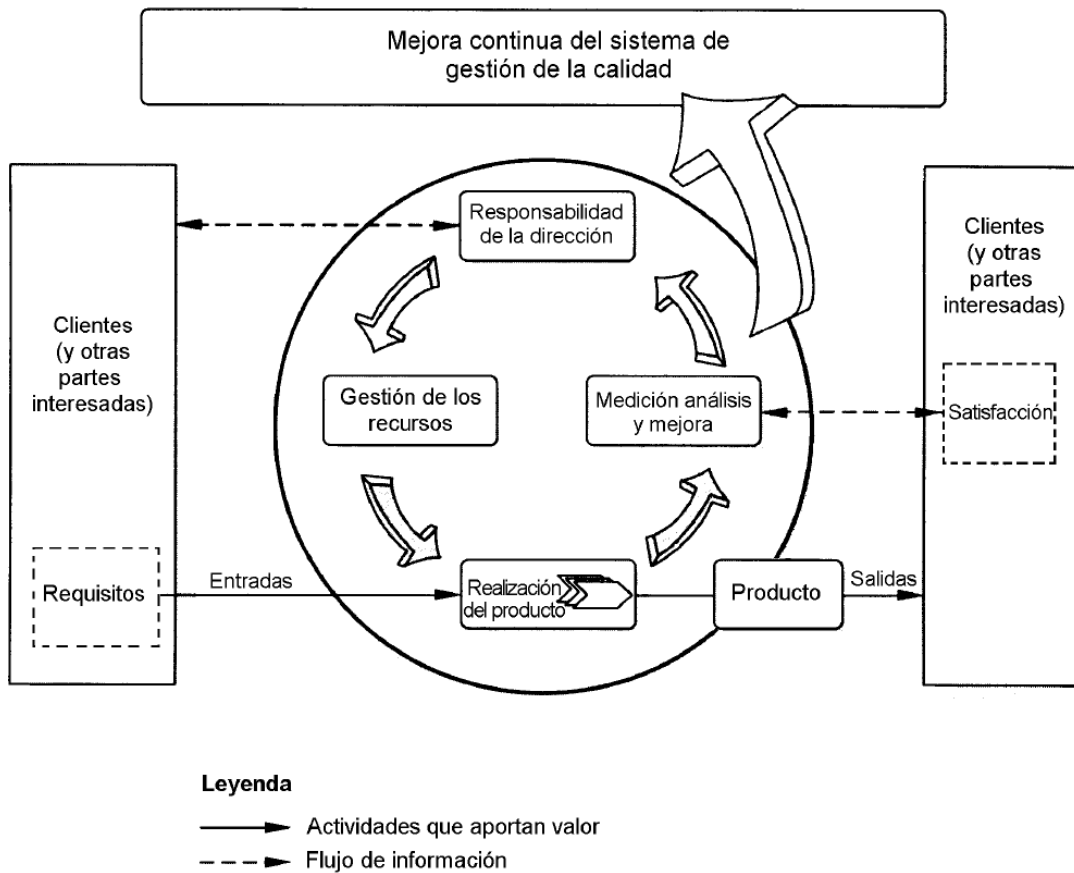 Mejora continua del sistema de
gestión de la calidad
Responsabilidad
de la dirección
Clientes
(y otras
partes
interesadas)
Clientes
(y otras
partes
interesadas)
Gestión de los
recursos
Medición análisis
y mejora
Satisfacción
Requisitos
Entradas
Realización
del producto
Producto
Salidas
Leyenda
Actividades que aportan valor
Flujo de información